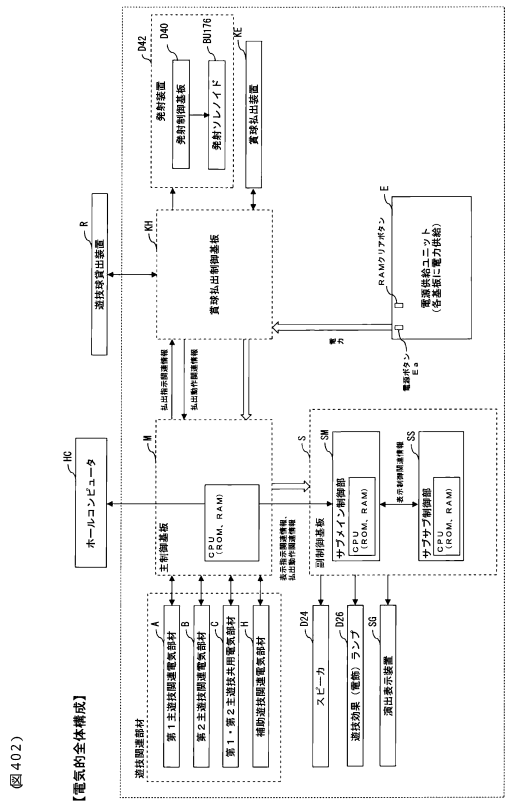 (図402)
【電気的全体構成】
ホールコンピュータ
HC
遊技球貸出装置
R
主制御基板
M
CPU
(ROM、RAM)
払出指示関連情報
払出動作関連情報
賞球払出制御基板
KH
発射装置
D42
発射制御基板
D40
発射ソレノイド
BU176
賞球払出装置
KE
遊技関連部材
第1主遊技関連電気部材
A
第2主遊技関連電気部材
B
第1・第2主遊技共用電気部材
C
補助遊技関連電気部材
H
表示指示関連情報、
払出動作関連情報
電力
電源ボタン
Ea
RAMクリアボタン
電源供給ユニット
(各基板に電力供給)
E
副制御基板
S
サブメイン制御部
SM
CPU
(ROM、RAM)
表示制御関連情報
サブサブ制御部
SS
CPU
(ROM、RAM)
スピーカ
D24
遊技効果(電飾)ランプ
D26
演出表示装置
SG